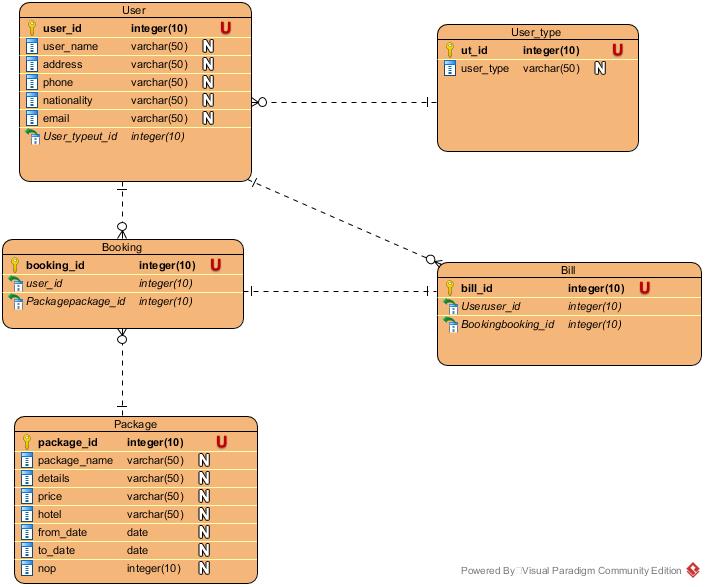 User
user_id integer(10) U
user_name varchar(50) N
address varchar(50) N
phone varchar(50) N
nationality varchar(50) N
email varchar(50) N
User_typeut_id integer(10)
User_type
ut_id integer(10) U
user_type varchar(50) N
Booking
booking_id integer(10) U
user_id integer(10)
Packagepackage_id integer(10)
Bill
bill_id integer(10) U
Useruser_id integer(10)
Bookingbooking_id integer(10)
Package
package_id integer(10) U
package_name varchar(50) N
details varchar(50) N
price varchar(50) N
hotel varchar(50) N
from_date date N
to_date date N
nop integer(10) N
Powered By Visual Paradigm Community Edition